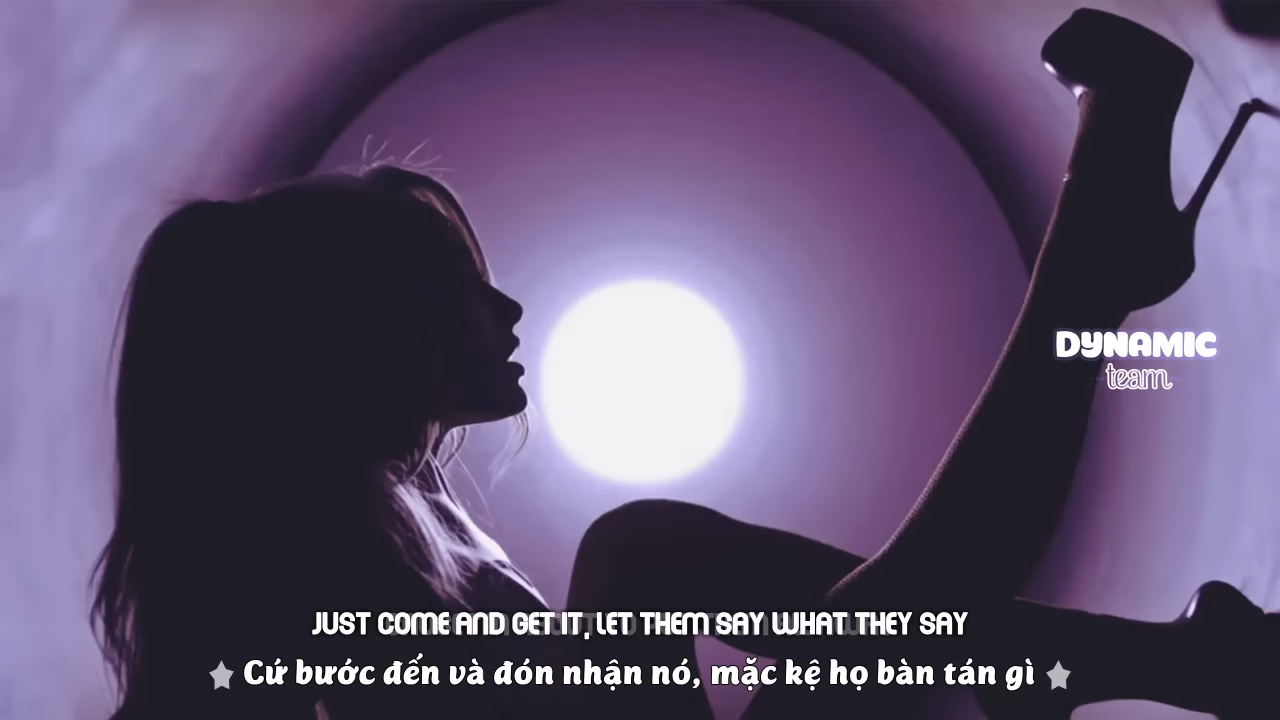 DYNAMIC
team
JUST COME AND GET IT, LET THEM SAY WHAT THEY SAY
Cứ bước đến và đón nhận nó, mặc kệ họ bàn tán gì